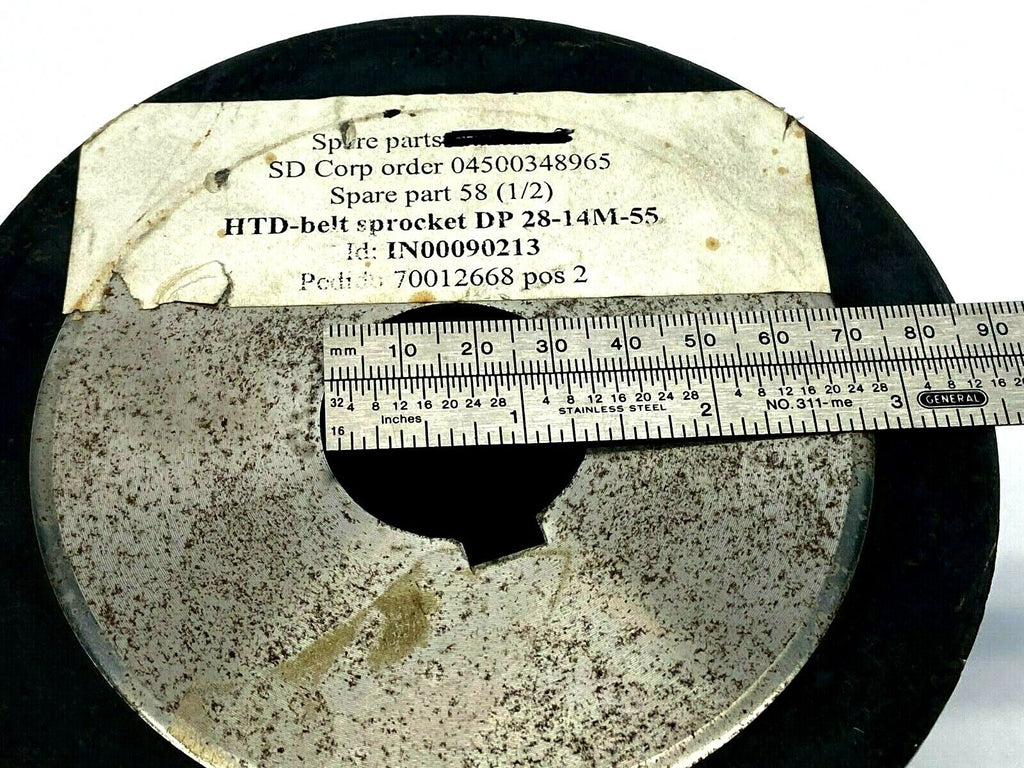 Spare parts
SD Corp order 04500348965
Spare part 58 (1/2)
HTD-belt sprocket DP 28-14M-55
Id: IN00090213
Pedido 70012668 pos 2
mm 10 20 30 40 50 60 70 80 90
32 4 8 12 16 20 24 28 1 4 8 12 16 20 24 28 2 4 8 12 16 20 24 28 3 4 8 12 16 20
Inches STAINLESS STEEL NO. 311-me GENERAL
16